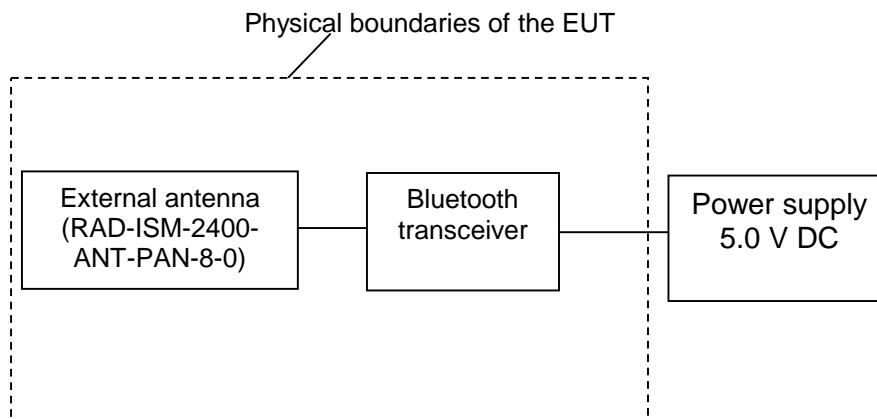 Physical boundaries of the EUT
External antenna
(RAD-ISM-2400-
ANT-PAN-8-0)
Bluetooth
transceiver
Power supply
5.0 V DC